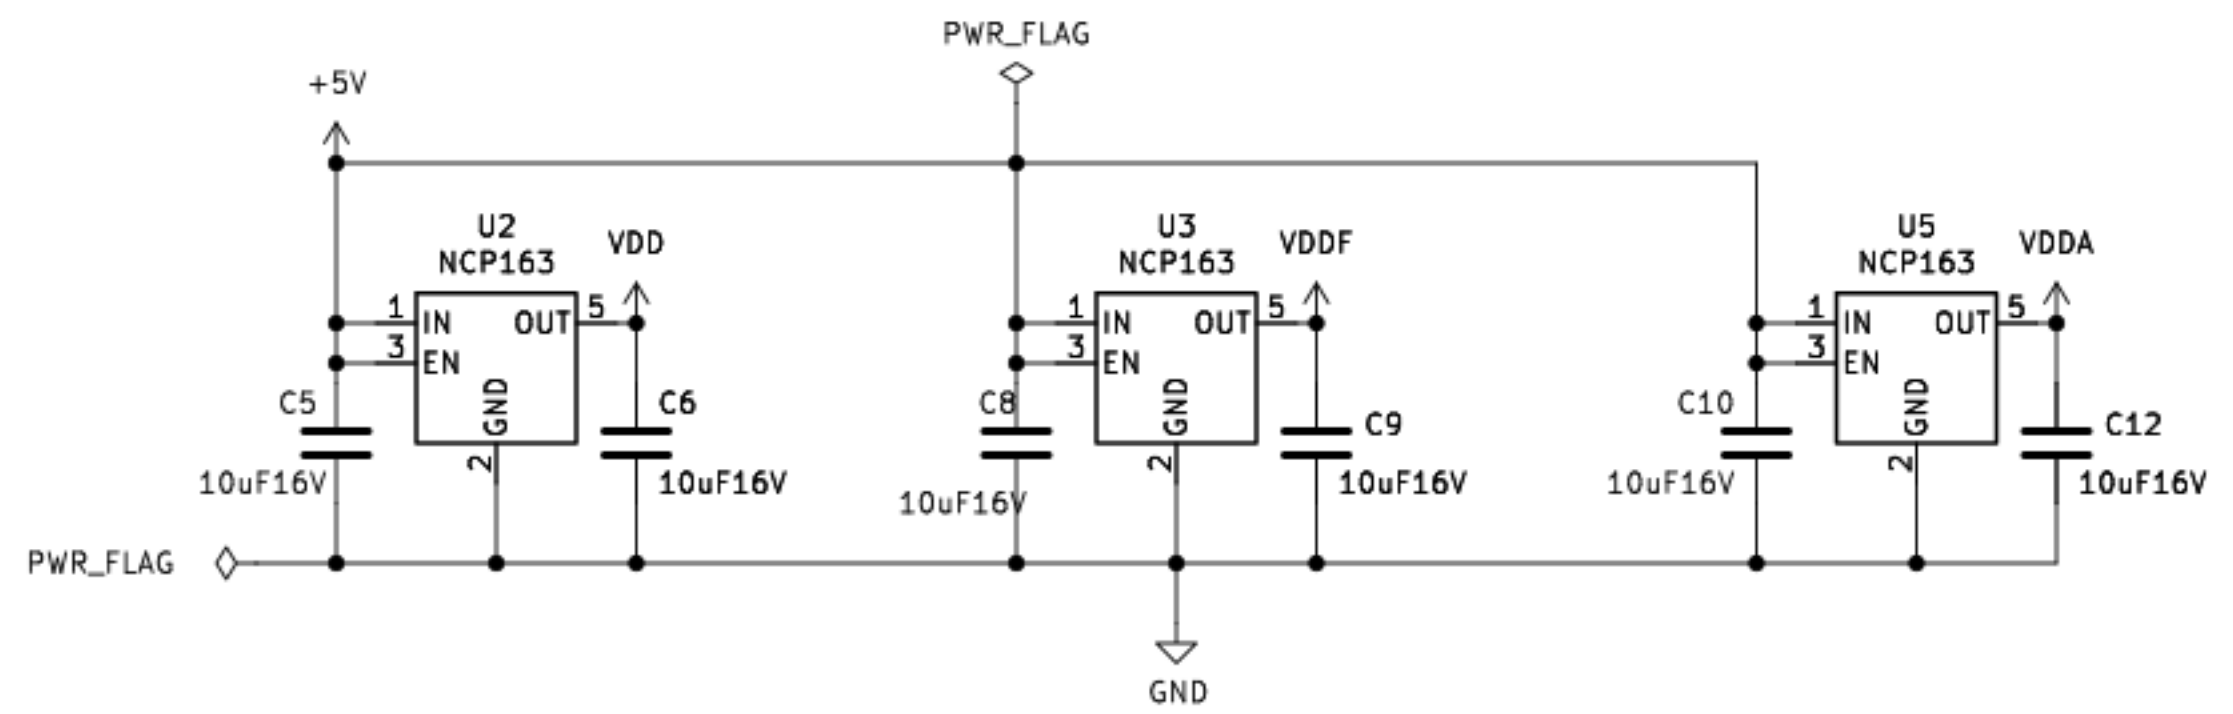 PWR_FLAG
+5V
U2
NCP163
VDD
1
IN
OUT
5
3
EN
GND
2
C5
10uF16V
C6
10uF16V
U3
NCP163
VDDF
1
IN
OUT
5
3
EN
GND
2
C8
10uF16V
C9
10uF16V
U5
NCP163
VDDA
1
IN
OUT
5
3
EN
GND
2
C10
10uF16V
C12
10uF16V
PWR_FLAG
GND